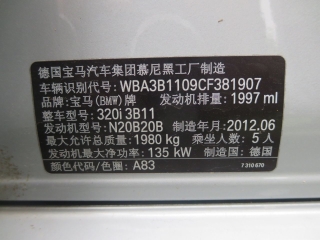 德国宝马汽车集团慕尼黑工厂制造
车辆识别代号: WBA3B1109CF381907
品牌: 宝马(BMW)牌 发动机排量: 1997 ml
整车型号: 320i 3B11
发动机型号: N20B20B 制造年月: 2012.06
最大允许总质量: 1980 kg 乘坐人数: 5人
发动机最大净功率: 135 kW 制造国: 德国
颜色代码/色圈: A83 7 310 670